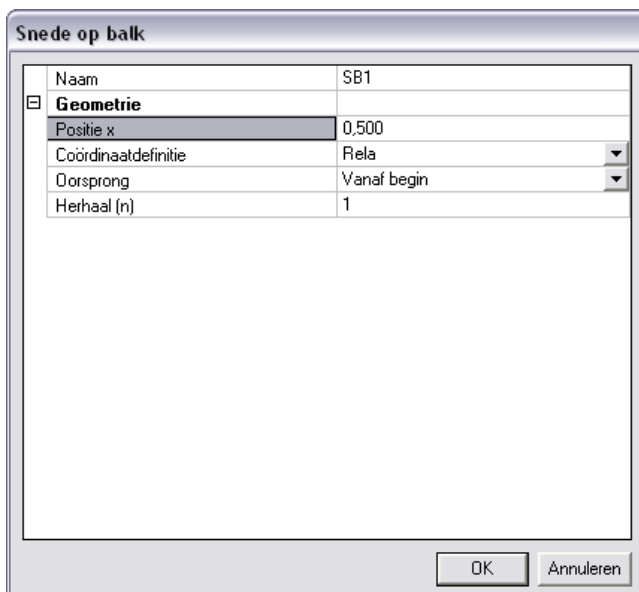 Snede op balk
Naam SB1
Geometrie
Positie x 0,500
Coördinaatdefinitie Rela
Oorsprong Vanaf begin
Herhaal (n) 1
OK Annuleren